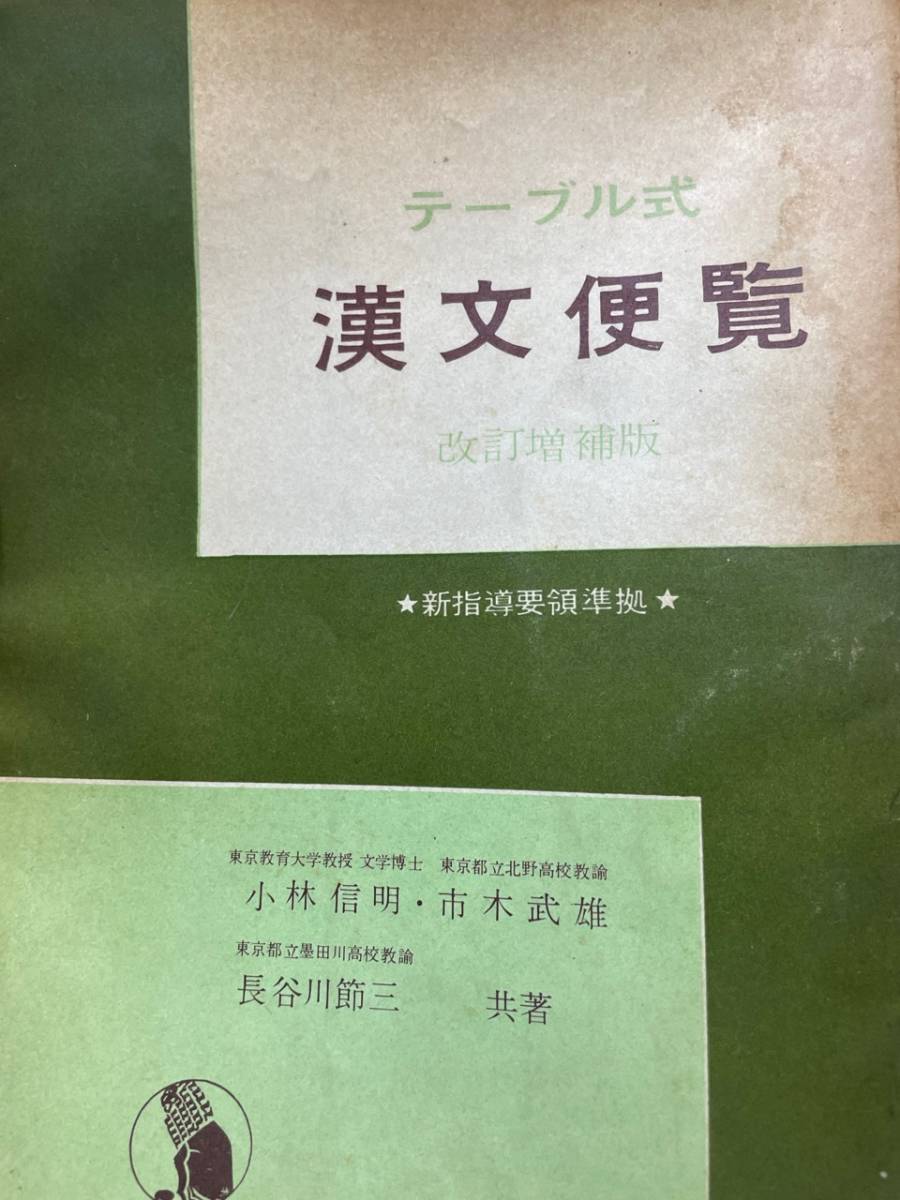 テーブル式
漢文便覧
改訂増補版
★新指導要領準拠★
東京教育大学教授 文学博士 東京都立北野高校教諭
小林信明・市木武雄
東京都立墨田川高校教諭
長谷川節三 共著